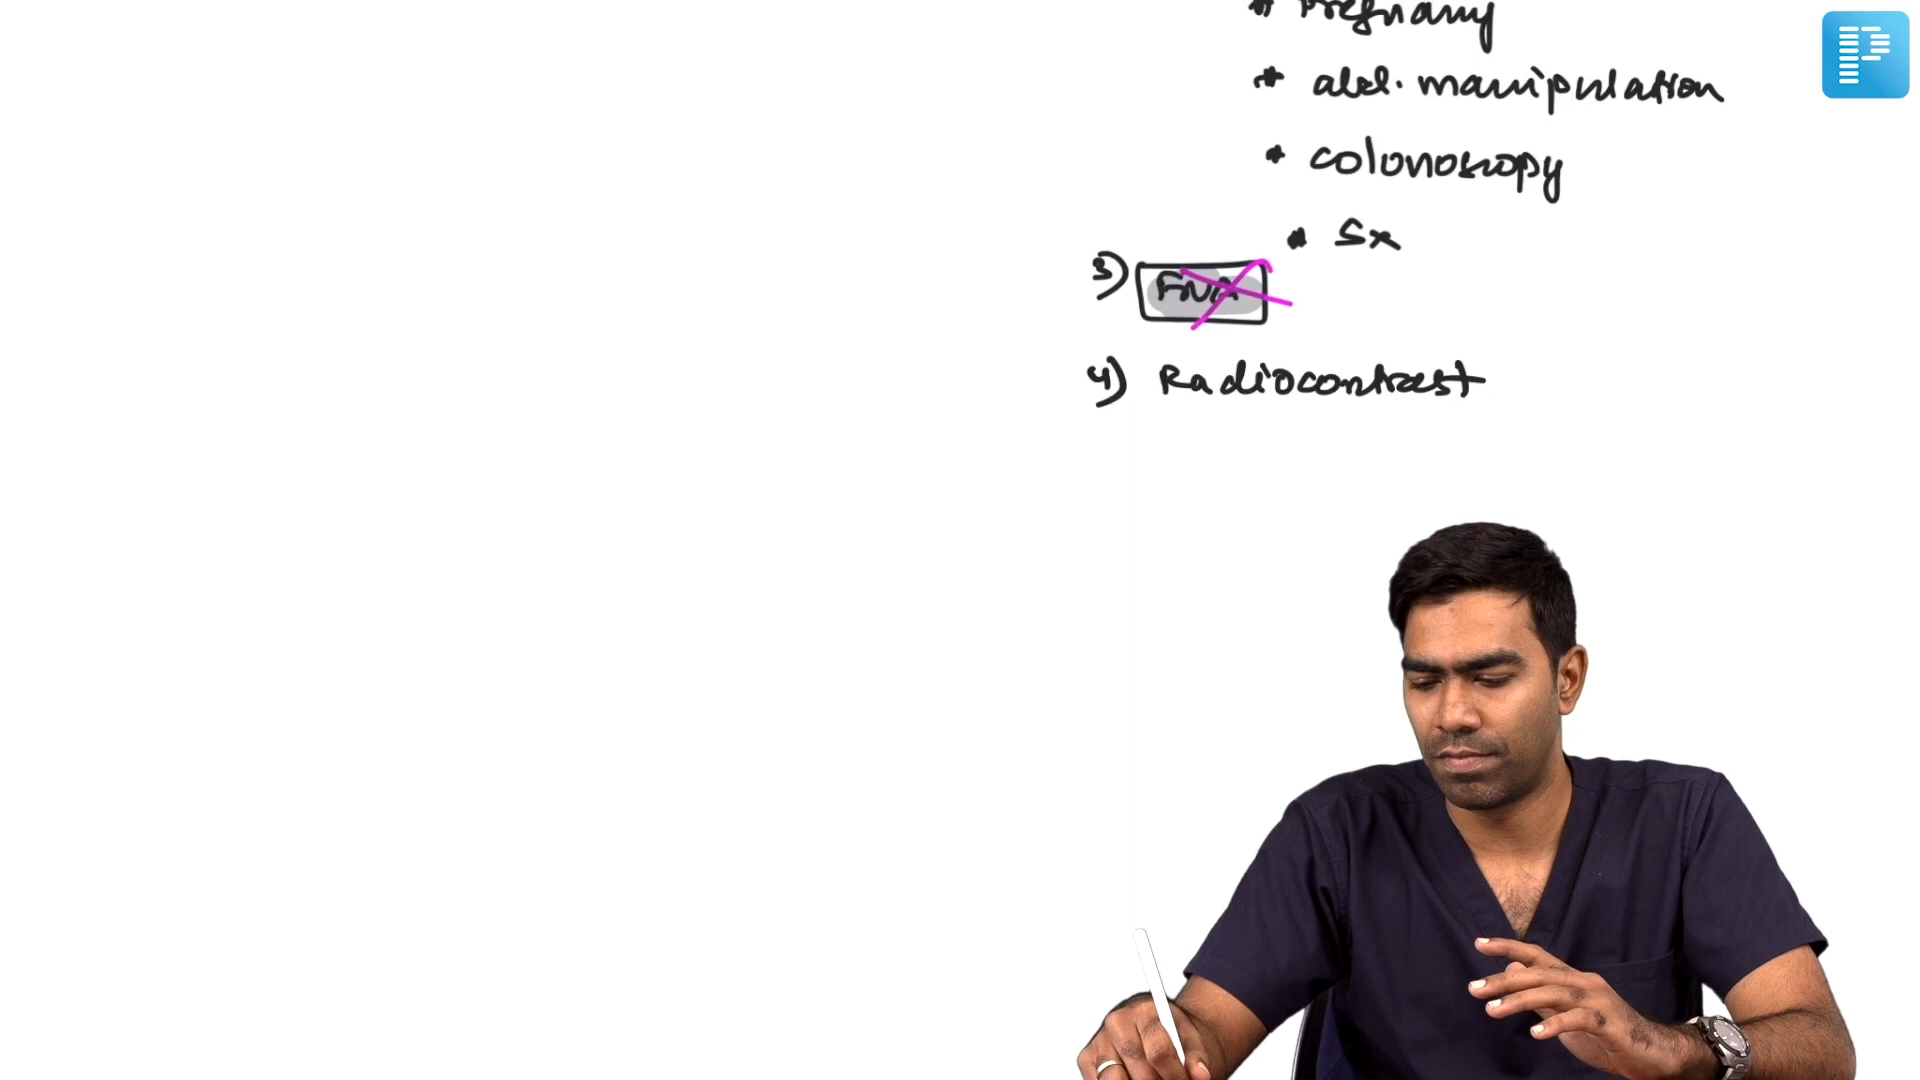 * Pregnancy
* abd. manipulation
* colonoscopy
* Sx
3) FNA
4) Radiocontrast